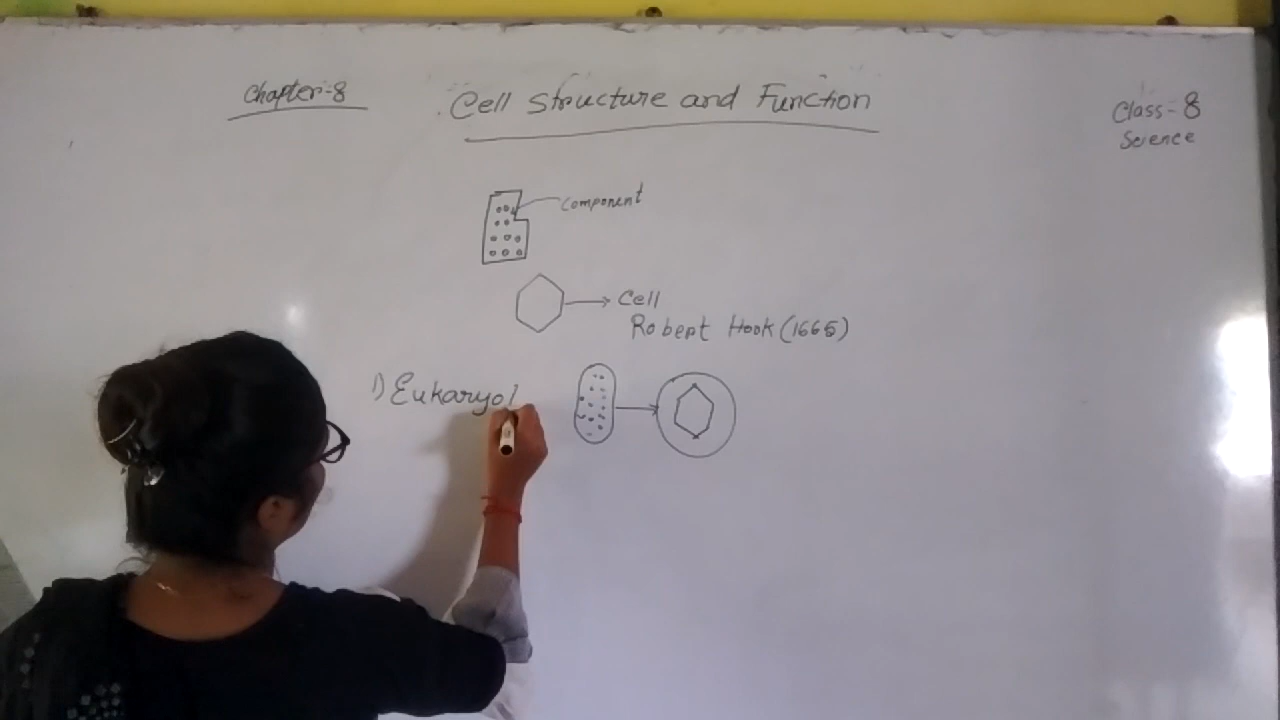 Chapter-8
Cell Structure and Function
Class-8
Science
Component
Cell
Robert Hook (1665)
1) Eukaryot